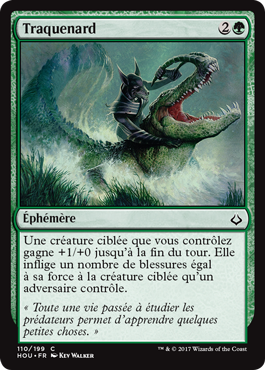 Traquenard 2
Éphémère
Une créature ciblée que vous contrôlez
gagne +1/+0 jusqu'à la fin du tour. Elle
inflige un nombre de blessures égal
à sa force à la créature ciblée qu'un
adversaire contrôle.
« Toute une vie passée à étudier les
prédateurs permet d'apprendre quelques
petites choses. »
110/199 C
HOU • FR Key Walker
™ & © 2017 Wizards of the Coast